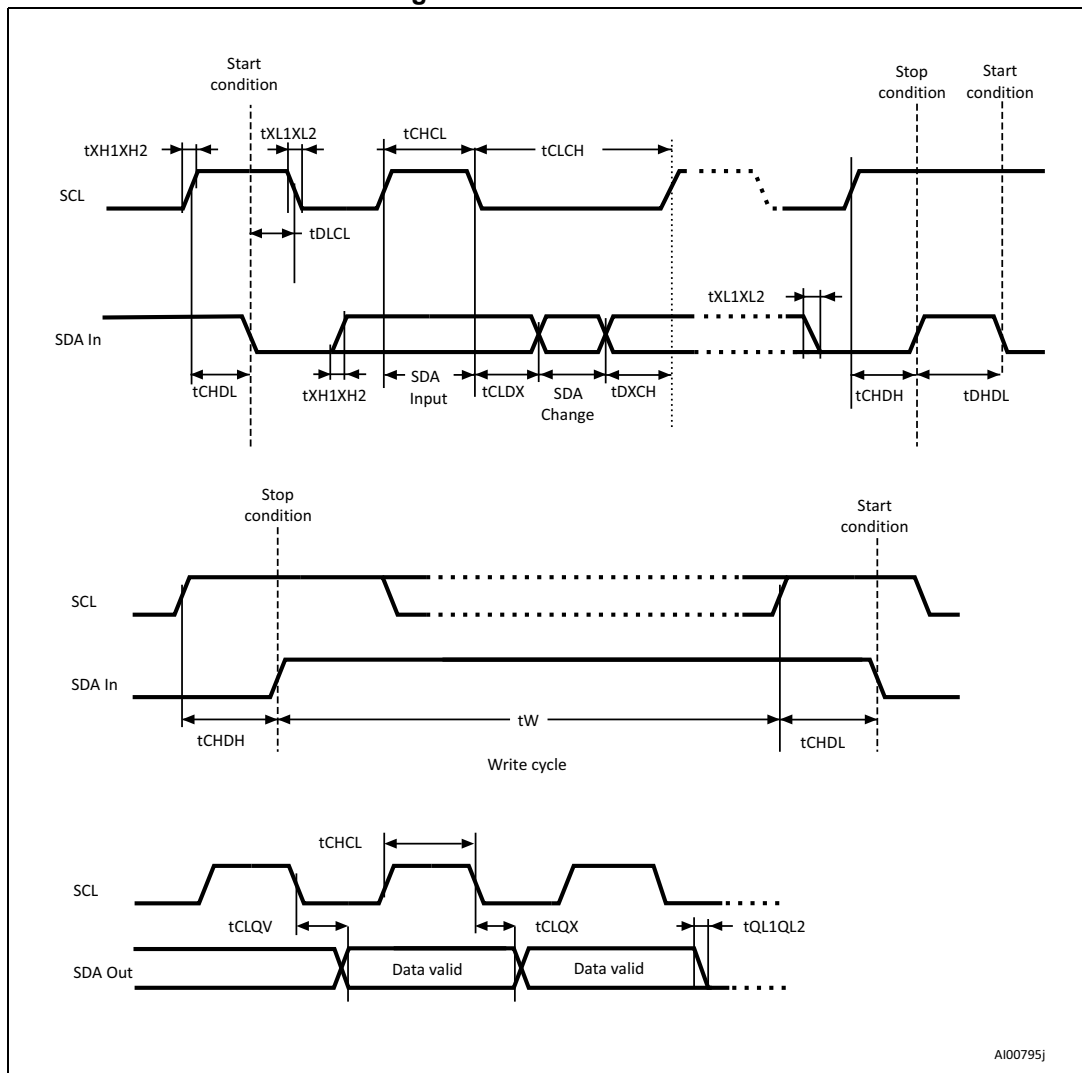 Start
condition
Stop
condition
Start
condition
tXH1XH2
tXL1XL2
tCHCL
tCLCH
SCL
tDLCL
tXL1XL2
SDA In
tCHDL
tXH1XH2
SDA
Input
tCLDX
SDA
Change
tDXCH
tCHDH
tDHDL
Stop
condition
Start
condition
SCL
SDA In
tCHDH
tW
tCHDL
Write cycle
tCHCL
SCL
tCLQV
tCLQX
tQL1QL2
SDA Out
Data valid
Data valid
AI00795j